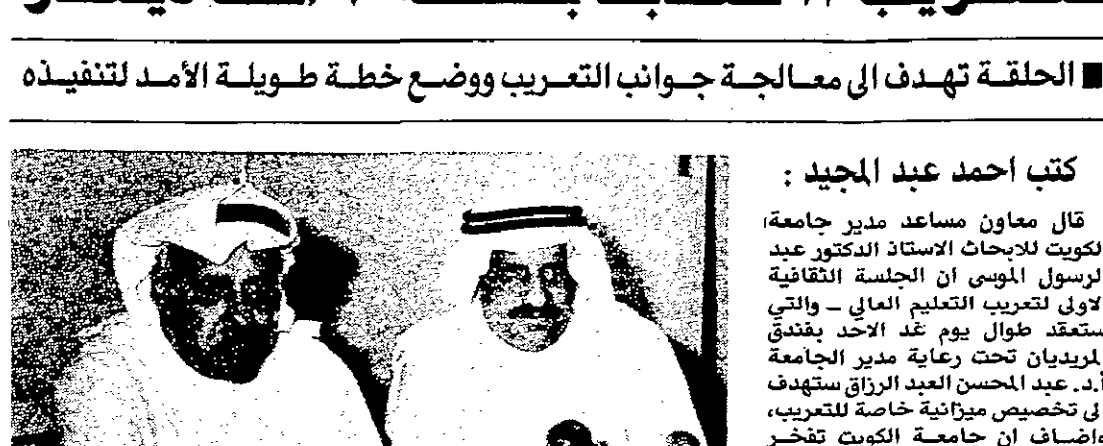 ■ الحلقة تهدف الى معالجة جوانب التعريب ووضع خطة طويلة الأمد لتنفيذه
كتب احمد عبد المجيد :
قال معاون مساعد مدير جامعة
لكويت للابحاث الاستاذ الدكتور عبد
لرسول الموسى ان الجلسة الثقافية
لاولى لتعريب التعليم العالي ــ والتي
ستعقد طوال يوم غد الاحد بفندق
لمريديان تحت رعاية مدير الجامعة
أ.د. عبد المحسن العبد الرزاق ستهدف
لى تخصيص ميزانية خاصة للتعريب،
واضاف ان جامعة الكويت تفخر